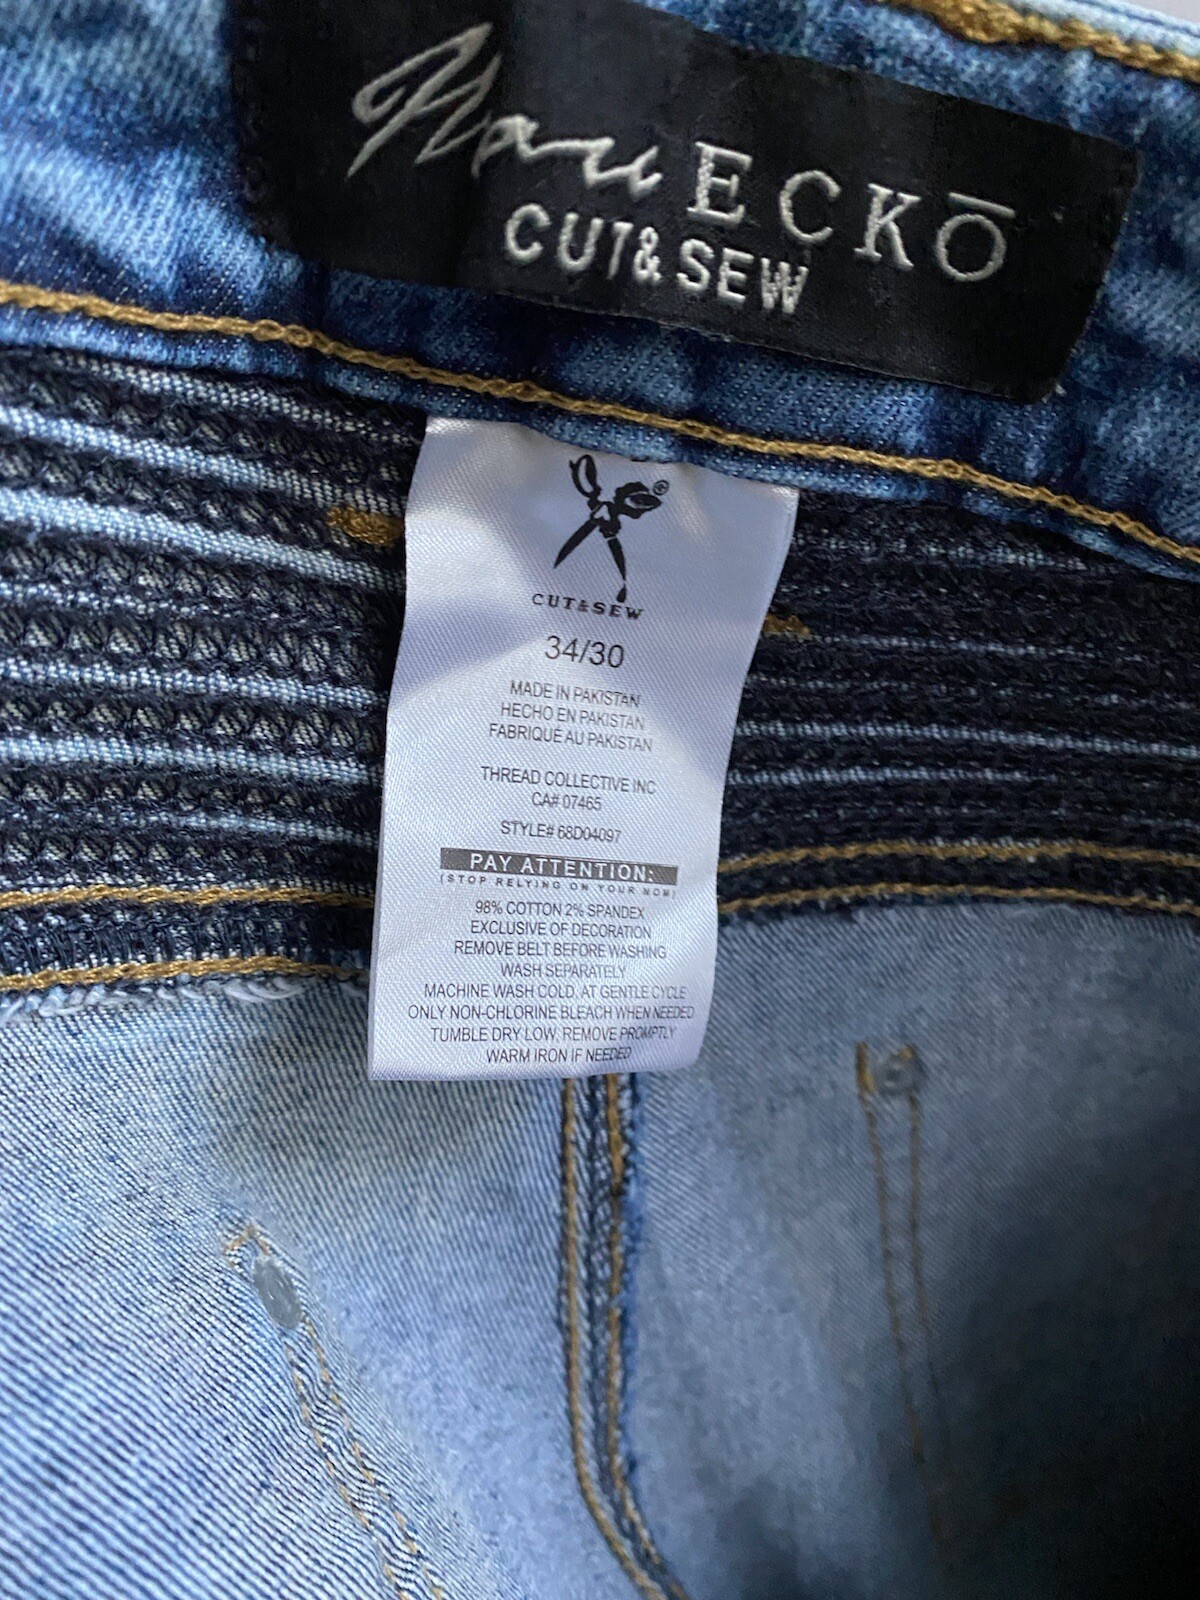 Marc ECKŌ
CUT & SEW
®
CUT&SEW
34/30
MADE IN PAKISTAN
HECHO EN PAKISTAN
FABRIQUÉ AU PAKISTAN
THREAD COLLECTIVE INC
CA# 07465
STYLE# 68D04097
PAY ATTENTION:
(STOP RELYING ON YOUR MOM)
98% COTTON 2% SPANDEX
EXCLUSIVE OF DECORATION
REMOVE BELT BEFORE WASHING
WASH SEPARATELY
MACHINE WASH COLD, AT GENTLE CYCLE
ONLY NON-CHLORINE BLEACH WHEN NEEDED
TUMBLE DRY LOW, REMOVE PROMPTLY
WARM IRON IF NEEDED